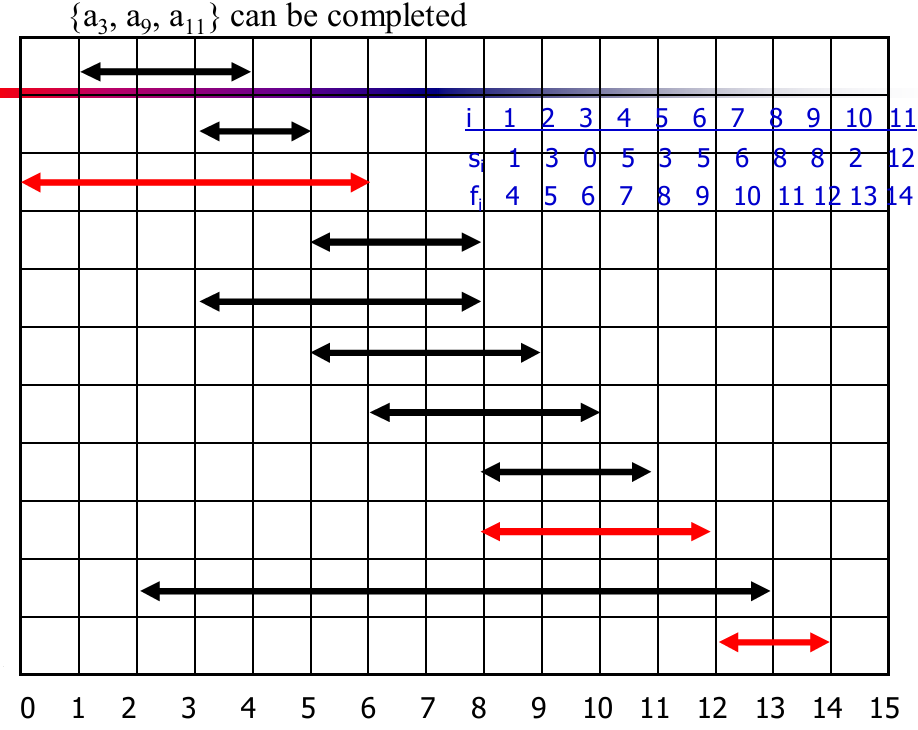 {a3, a9, a11} can be completed
i 1 2 3 4 5 6 7 8 9 10 11
si 1 3 0 5 3 5 6 8 8 2 12
fi 4 5 6 7 8 9 10 11 12 13 14
0 1 2 3 4 5 6 7 8 9 10 11 12 13 14 15